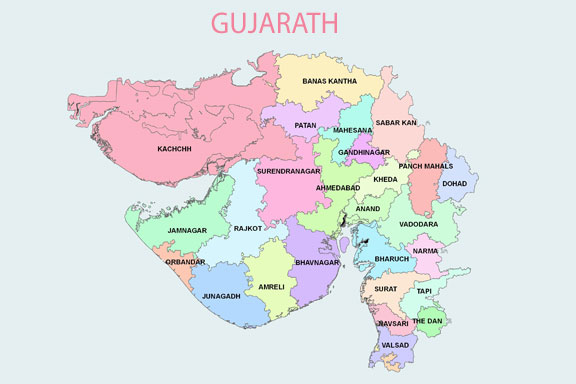 GUJARATH
BANAS KANTHA
PATAN
MAHESANA
SABAR KAN
GANDHINAGAR
KACHCHH
PANCH MAHALS
SURENDRANAGAR
KHEDA
DOHAD
AHMEDABAD
ANAND
JAMNAGAR
RAJKOT
VADODARA
NARMA
ORBANDAR
BHAVNAGAR
BHARUCH
JUNAGADH
AMRELI
SURAT
TAPI
NAVSARI
THE DAN
VALSAD